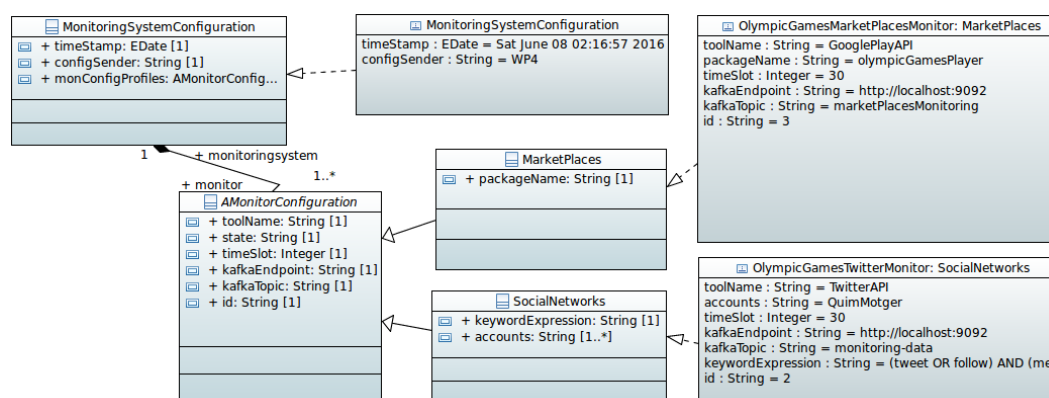 MonitoringSystemConfiguration
+ timeStamp: EDate [1]
+ configSender: String [1]
+ monConfigProfiles: AMonitorConfig...
MonitoringSystemConfiguration
timeStamp : EDate = Sat June 08 02:16:57 2016
configSender : String = WP4
OlympicGamesMarketPlacesMonitor: MarketPlaces
toolName : String = GooglePlayAPI
packageName : String = olympicGamesPlayer
timeSlot : Integer = 30
kafkaEndpoint : String = http://localhost:9092
kafkaTopic : String = marketPlacesMonitoring
id : String = 3
1
+ monitoringsystem
1..*
+ monitor
AMonitorConfiguration
+ toolName: String [1]
+ state: String [1]
+ timeSlot: Integer [1]
+ kafkaEndpoint: String [1]
+ kafkaTopic: String [1]
+ id: String [1]
MarketPlaces
+ packageName: String [1]
SocialNetworks
+ keywordExpression: String [1]
+ accounts: String [1..*]
OlympicGamesTwitterMonitor: SocialNetworks
toolName : String = TwitterAPI
accounts : String = QuimMotger
timeSlot : Integer = 30
kafkaEndpoint : String = http://localhost:9092
kafkaTopic : String = monitoring-data
keywordExpression : String = (tweet OR follow) AND (me
id : String = 2